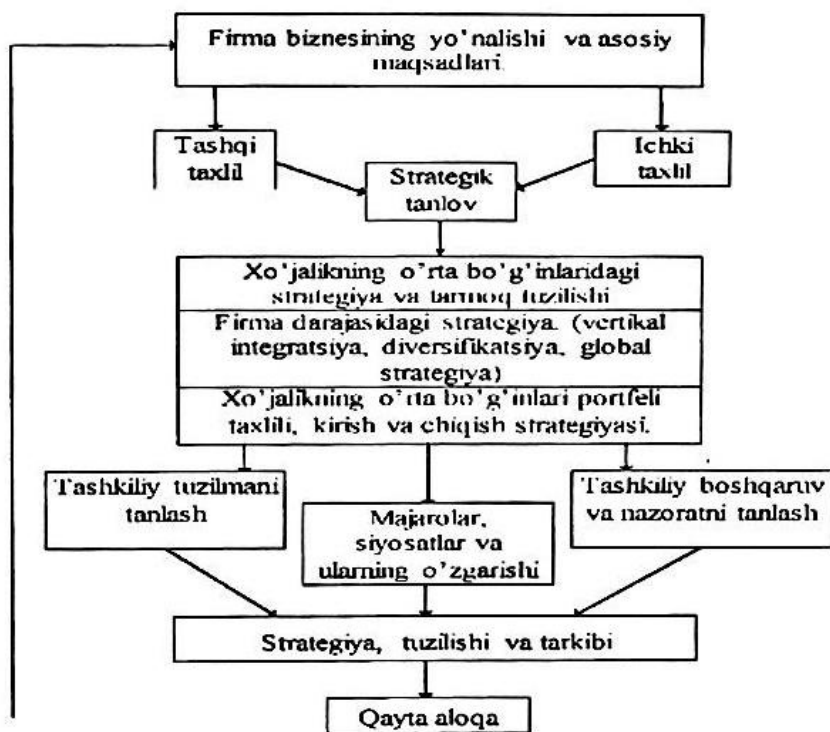 Firma biznesining yo'nalishi va asosiy
maqsadlari.
Tashqi
taxlil
Ichki
taxlil
Strategik
tanlov
Xo'jalikning o'rta bo'g'inlaridagi
strategiya va tarmoq tuzilishi
Firma darajasidagi strategiya. (vertikal
integratsiya, diversifikatsiya, global
strategiya)
Xo'jalikning o'rta bo'g'inlari portfeli
taxlili, kirish va chiqish strategiyasi.
Tashkiliy tuzilmani
tanlash
Majarolar,
siyosatlar va
ularning o'zgarishi
Tashkiliy boshqaruv
va nazoratni tanlash
Strategiya, tuzilishi va tarkibi
Qayta aloqa